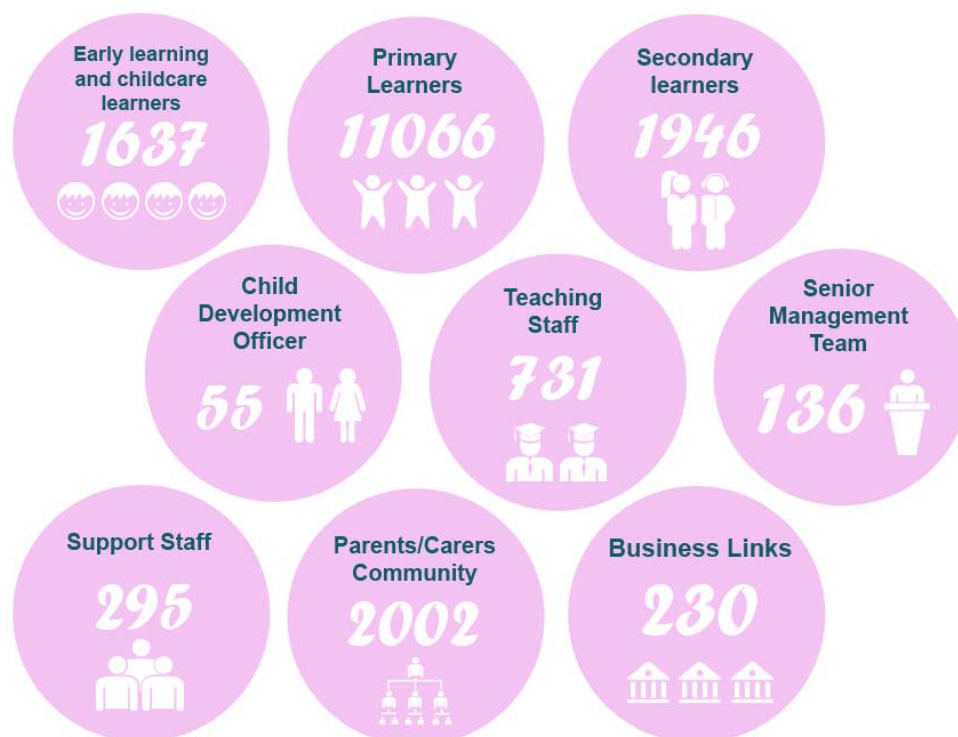 Early learning
and childcare
learners
1637
Primary
Learners
11066
Secondary
learners
1946
Child
Development
Officer
55
Teaching
Staff
731
Senior
Management
Team
136
Support Staff
295
Parents/Carers
Community
2002
Business Links
230